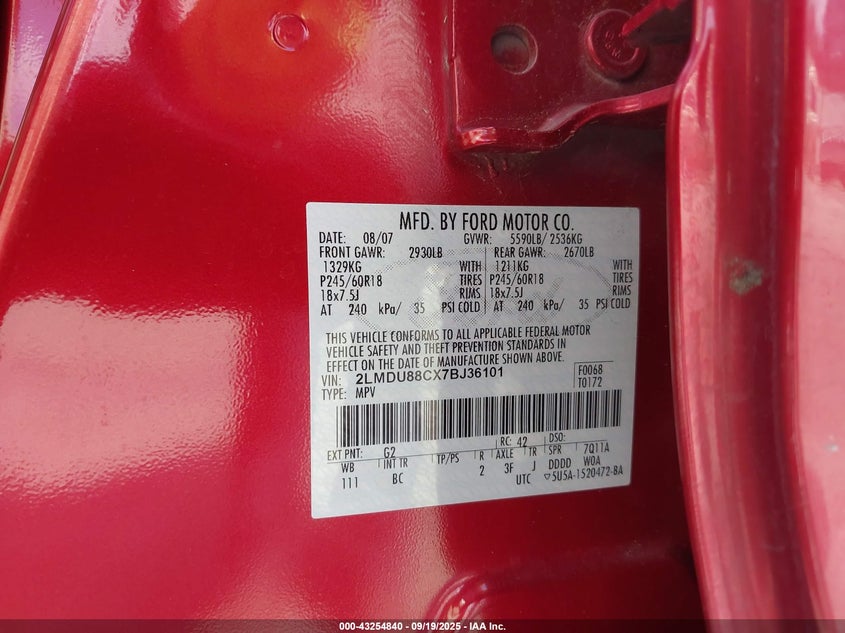 MFD. BY FORD MOTOR CO.
DATE: 08/07 GVWR: 5590LB/ 2536KG
FRONT GAWR: 2930LB REAR GAWR: 2670LB
1329KG WITH 1211KG WITH
P245/60R18 TIRES P245/60R18 TIRES
18x7.5J RIMS 18x7.5J RIMS
AT 240 kPa/ 35 PSI COLD AT 240 kPa/ 35 PSI COLD
THIS VEHICLE CONFORMS TO ALL APPLICABLE FEDERAL MOTOR
VEHICLE SAFETY AND THEFT PREVENTION STANDARDS IN
EFFECT ON THE DATE OF MANUFACTURE SHOWN ABOVE.
VIN: 2LMDU88CX7BJ36101 F0068
TYPE: MPV T0172
EXT PNT: G2 RC: 42 DSO:
WB INT TR TP/PS R AXLE TR SPR 7Q11A
111 BC 2 3F J DDDD W0A
UTC 5U5A-1520472-BA
000-43254840 - 09/19/2025 - IAA Inc.